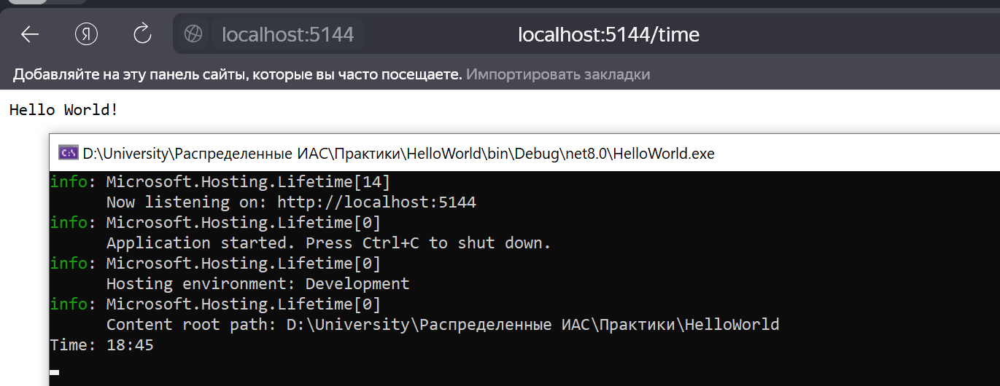 Я localhost:5144 localhost:5144/time
Добавляйте на эту панель сайты, которые вы часто посещаете. Импортировать закладки
Hello World!
C:\ D:\University\Распределенные ИАС\Практики\HelloWorld\bin\Debug\net8.0\HelloWorld.exe
info: Microsoft.Hosting.Lifetime[14]
Now listening on: http://localhost:5144
info: Microsoft.Hosting.Lifetime[0]
Application started. Press Ctrl+C to shut down.
info: Microsoft.Hosting.Lifetime[0]
Hosting environment: Development
info: Microsoft.Hosting.Lifetime[0]
Content root path: D:\University\Распределенные ИАС\Практики\HelloWorld
Time: 18:45